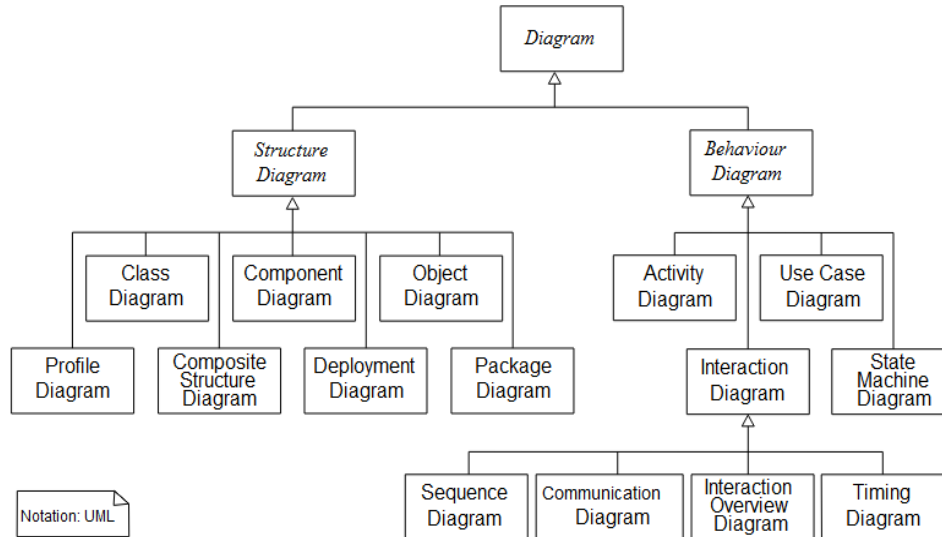 Diagram
Structure
Diagram
Behaviour
Diagram
Class
Diagram
Component
Diagram
Object
Diagram
Activity
Diagram
Use Case
Diagram
Profile
Diagram
Composite
Structure
Diagram
Deployment
Diagram
Package
Diagram
Interaction
Diagram
State
Machine
Diagram
Sequence
Diagram
Communication
Diagram
Interaction
Overview
Diagram
Timing
Diagram
Notation: UML